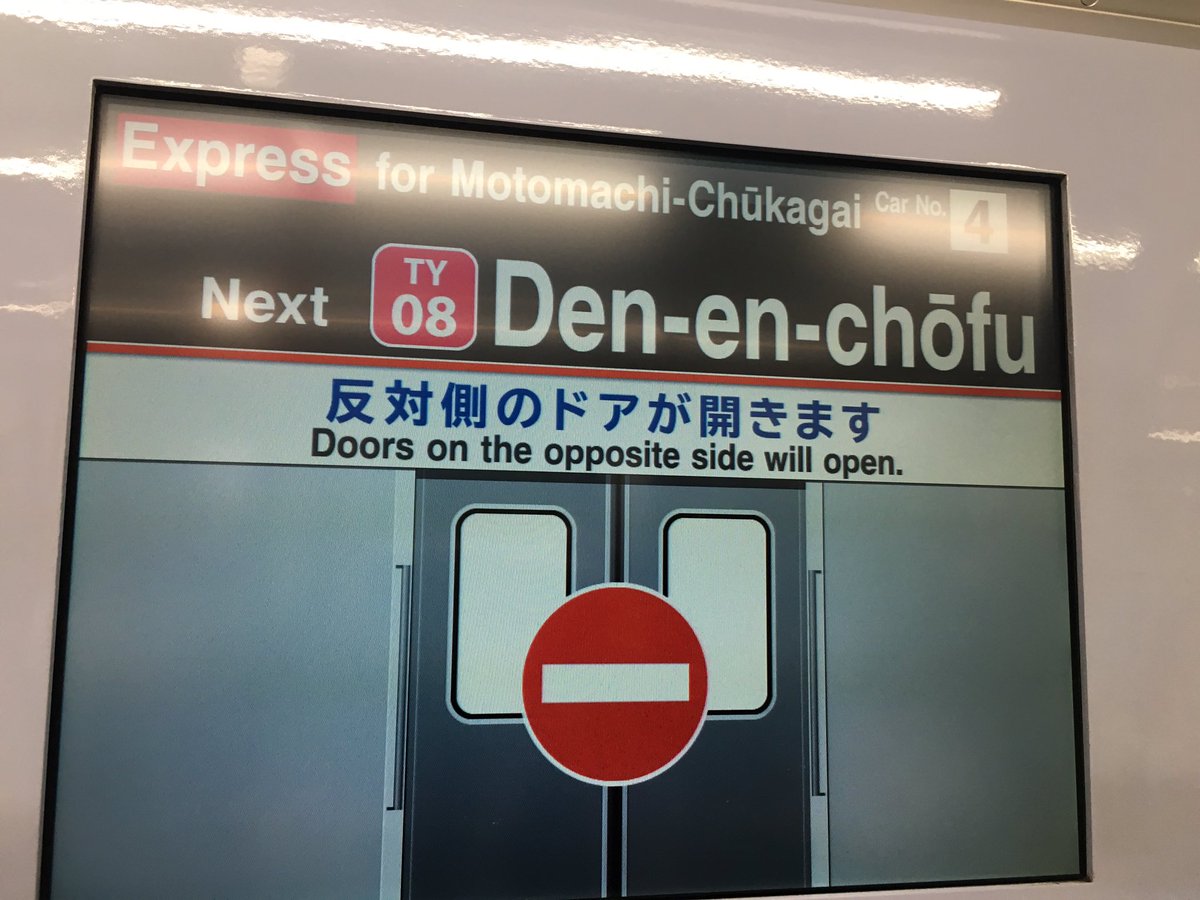 Express for Motomachi-Chūkagai Car No. 4
Next TY 08 Den-en-chōfu
反対側のドアが開きます
Doors on the opposite side will open.